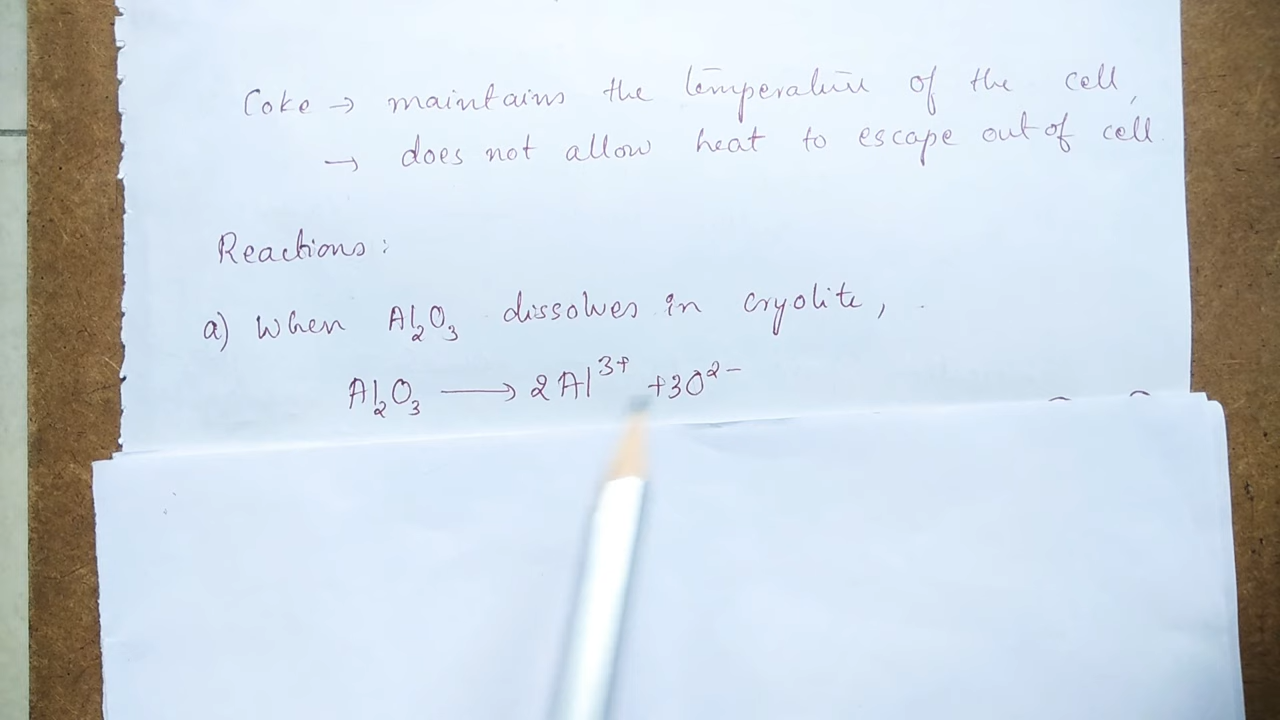 Coke → maintains the temperature of the cell,
→ does not allow heat to escape out of cell.
Reactions:
a) When Al₂O₃ dissolves in cryolite,
Al₂O₃ ⟶ 2Al³⁺ + 3O²⁻